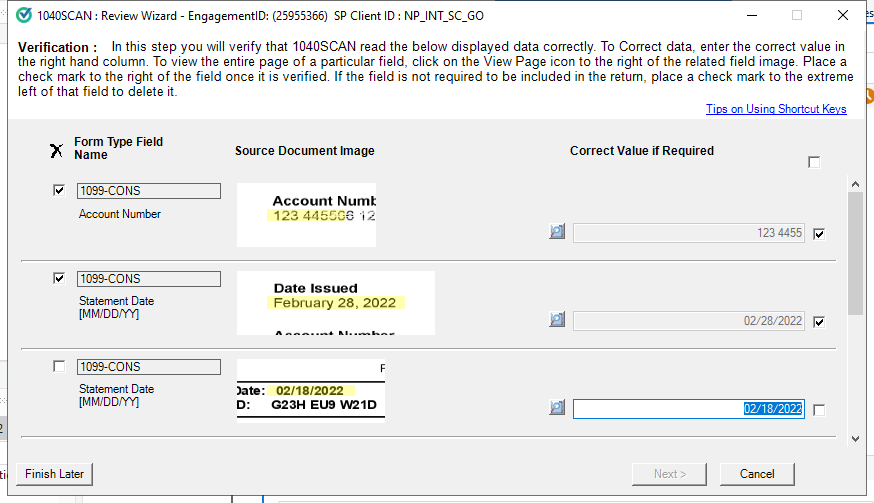 1040SCAN : Review Wizard - EngagementID: (25955366) SP Client ID : NP_INT_SC_GO
Verification : In this step you will verify that 1040SCAN read the below displayed data correctly. To Correct data, enter the correct value in
the right hand column. To view the entire page of a particular field, click on the View Page icon to the right of the related field image. Place a
check mark to the right of the field once it is verified. If the field is not required to be included in the return, place a check mark to the extreme
left of that field to delete it.
Tips on Using Shortcut Keys
X Form Type Field
Name
Source Document Image
Correct Value if Required
1099-CONS
Account Number
Account Numb
123 445566 12
123 4455
1099-CONS
Statement Date
[MM/DD/YY]
Date Issued
February 28, 2022
Account Number
02/28/2022
1099-CONS
Statement Date
[MM/DD/YY]
F
Date: 02/18/2022
D: G23H EU9 W21D
02/18/2022
Finish Later
Next >
Cancel